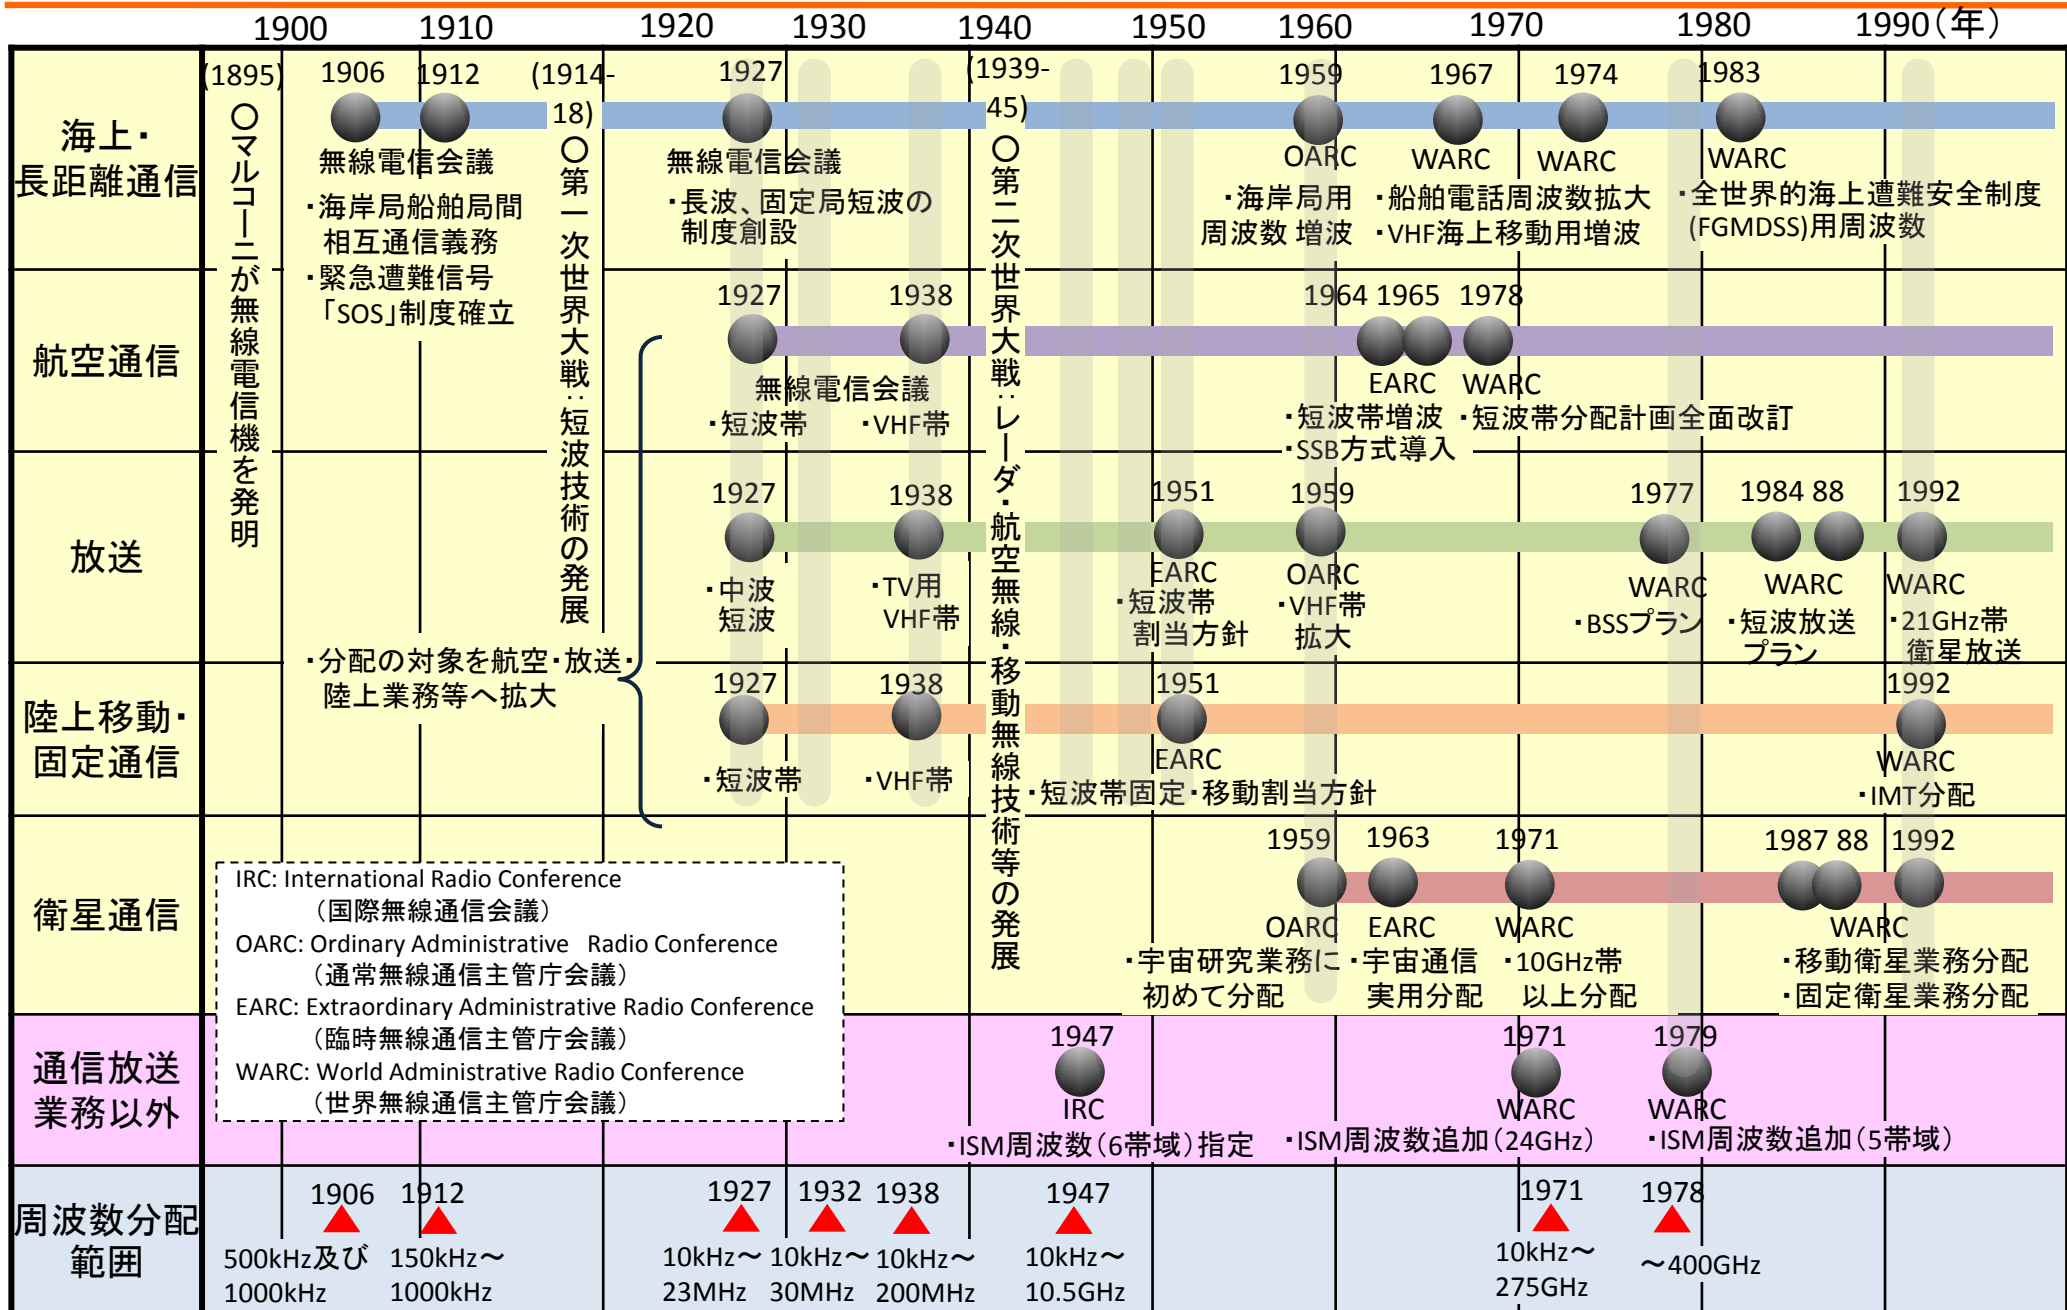 1900
1910
1920
1930
1940
1950
1960
1970
1980
1990(年)
海上・
長距離通信
(1895)
〇マルコーニが無線電信機を発明
1906
1912
無線電信会議
・海岸局船舶局間
相互通信義務
・緊急遭難信号
「SOS」制度確立
(1914-
18)
〇第一次世界大戦:短波技術の発展
1927
無線電信会議
・長波、固定局短波の
制度創設
(1939-
45)
〇第二次世界大戦:レーダ・航空無線・移動無線技術等の発展
1959
OARC
・海岸局用
周波数 増波
1967
WARC
・船舶電話周波数拡大
・VHF海上移動用増波
1974
WARC
1983
WARC
・全世界的海上遭難安全制度
(FGMDSS)用周波数
航空通信
1927
1938
無線電信会議
・短波帯
・VHF帯
1964 1965
EARC
・短波帯増波
・SSB方式導入
1978
WARC
・短波帯分配計画全面改訂
放送
1927
・中波
短波
1938
・TV用
VHF帯
1951
EARC
・短波帯
割当方針
1959
OARC
・VHF帯
拡大
1977
WARC
・BSSプラン
1984 88
WARC
・短波放送
プラン
1992
WARC
・21GHz帯
衛星放送
・分配の対象を航空・放送・
陸上業務等へ拡大
陸上移動・
固定通信
1927
・短波帯
1938
・VHF帯
1951
EARC
・短波帯固定・移動割当方針
1992
WARC
・IMT分配
衛星通信
1959
OARC
・宇宙研究業務に
初めて分配
1963
EARC
・宇宙通信
実用分配
1971
WARC
・10GHz帯
以上分配
1987 88 1992
WARC
・移動衛星業務分配
・固定衛星業務分配
IRC: International Radio Conference
(国際無線通信会議)
OARC: Ordinary Administrative Radio Conference
(通常無線通信主管庁会議)
EARC: Extraordinary Administrative Radio Conference
(臨時無線通信主管庁会議)
WARC: World Administrative Radio Conference
(世界無線通信主管庁会議)
通信放送
業務以外
1947
IRC
・ISM周波数(6帯域)指定
1971
WARC
・ISM周波数追加(24GHz)
1979
WARC
・ISM周波数追加(5帯域)
周波数分配
範囲
1906
500kHz及び
1000kHz
1912
150kHz～
1000kHz
1927
10kHz～
23MHz
1932
10kHz～
30MHz
1938
10kHz～
200MHz
1947
10kHz～
10.5GHz
1971
10kHz～
275GHz
1978
～400GHz